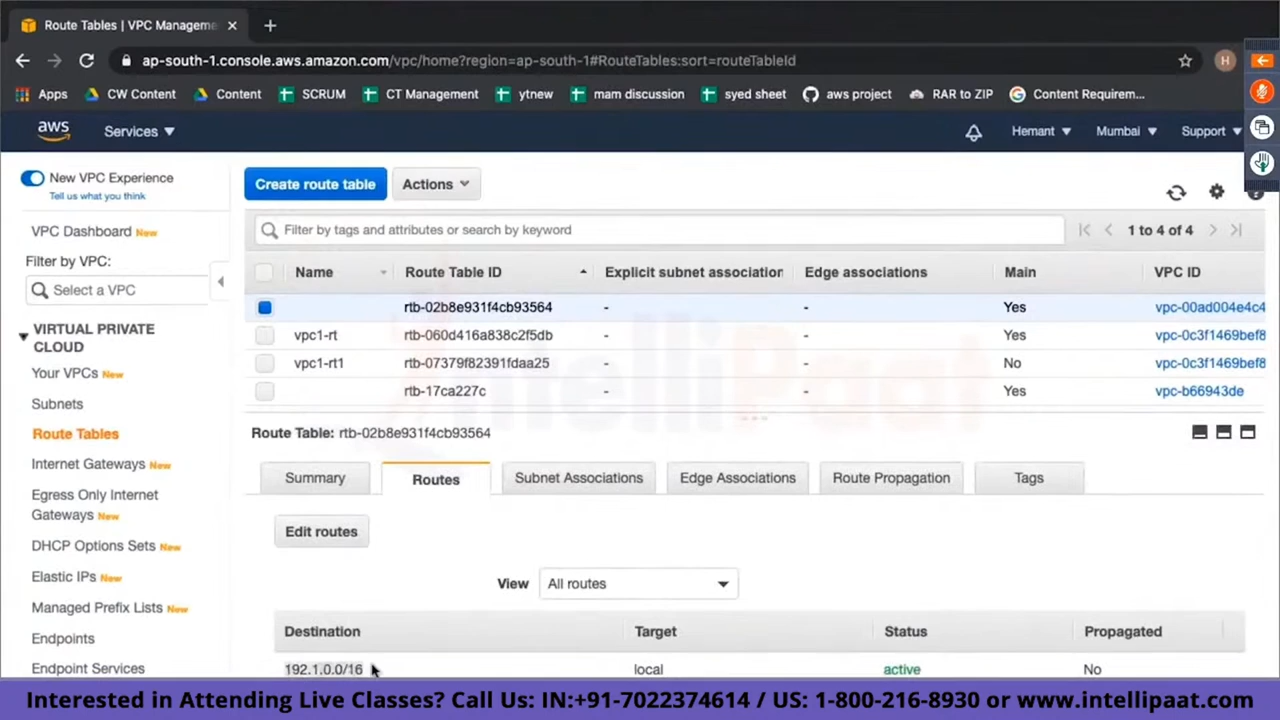 Route Tables | VPC Manageme
ap-south-1.console.aws.amazon.com/vpc/home?region=ap-south-1#RouteTables:sort=routeTableId
H
Apps CW Content Content SCRUM CT Management ytnew mam discussion syed sheet aws project RAR to ZIP Content Requirem...
aws Services Hemant Mumbai Support
New VPC Experience
Tell us what you think
Create route table Actions
VPC Dashboard New
Filter by tags and attributes or search by keyword
1 to 4 of 4
Filter by VPC:
Select a VPC
Name Route Table ID Explicit subnet association Edge associations Main VPC ID
rtb-02b8e931f4cb93564 - - Yes vpc-00ad004e4c4
vpc1-rt rtb-060d416a838c2f5db - - Yes vpc-0c3f1469bef8
vpc1-rt1 rtb-07379f82391fdaa25 - - No vpc-0c3f1469bef8
rtb-17ca227c - - Yes vpc-b66943de
VIRTUAL PRIVATE
CLOUD
Your VPCs New
Subnets
Route Tables
Internet Gateways New
Egress Only Internet
Gateways New
DHCP Options Sets New
Elastic IPs New
Managed Prefix Lists New
Endpoints
Endpoint Services
IntelliPaat
Route Table: rtb-02b8e931f4cb93564
Summary Routes Subnet Associations Edge Associations Route Propagation Tags
Edit routes
View All routes
Destination Target Status Propagated
192.1.0.0/16 local active No
Interested in Attending Live Classes? Call Us: IN:+91-7022374614 / US: 1-800-216-8930 or www.intellipaat.com